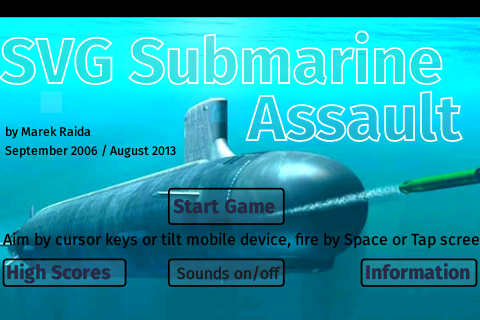 SVG Submarine
Assault
by Marek Raida
September 2006 / August 2013
Start Game
Aim by cursor keys or tilt mobile device, fire by Space or Tap scree
High Scores
Sounds on/off
Information